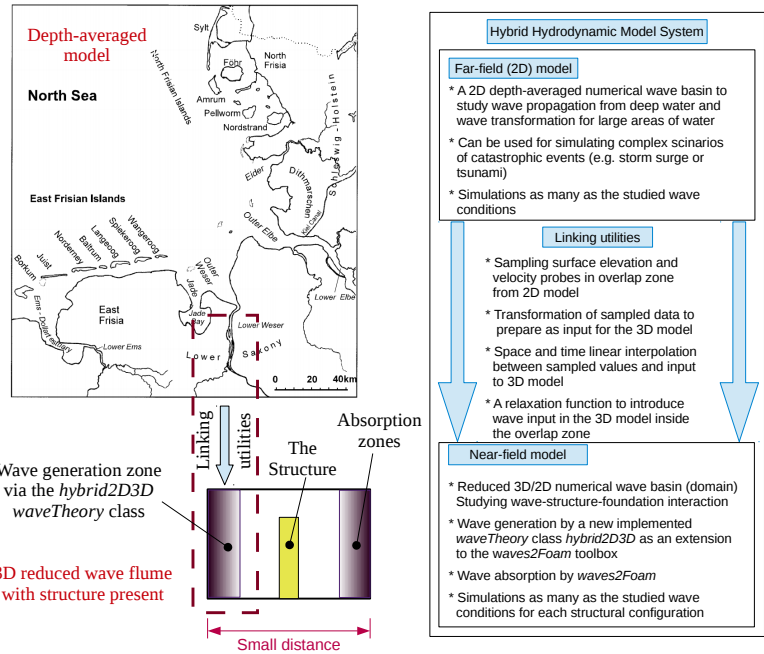 Depth-averaged
model
North Sea
Sylt
North
Frisia
Föhr
North Frisian Islands
Amrum
Pellworm
Nordstrand
Schleswig-Holstein
Eider
Dithmarschen
Kiel Canal
East Frisian Islands
Outer Elbe
Wangeroog
Spiekeroog
Langeoog
Baltrum
Norderney
Juist
Borkum
Outer
Weser
Jade
Jade
Bay
East
Frisia
Ems - Dollart estuary
Lower Ems
Lower Weser
Lower Elbe
Lower
Saxony
0 20 40km
Linking
utilities
Absorption
zones
The
Structure
Wave generation zone
via the hybrid2D3D
waveTheory class
3D reduced wave flume
with structure present
Small distance
Hybrid Hydrodynamic Model System
Far-field (2D) model
* A 2D depth-averaged numerical wave basin to
study wave propagation from deep water and
wave transformation for large areas of water
* Can be used for simulating complex scinarios
of catastrophic events (e.g. storm surge or
tsunami)
* Simulations as many as the studied wave
conditions
Linking utilities
* Sampling surface elevation and
velocity probes in overlap zone
from 2D model
* Transformation of sampled data to
prepare as input for the 3D model
* Space and time linear interpolation
between sampled values and input
to 3D model
* A relaxation function to introduce
wave input in the 3D model inside
the overlap zone
Near-field model
* Reduced 3D/2D numerical wave basin (domain)
Studying wave-structure-foundation interaction
* Wave generation by a new implemented
waveTheory class hybrid2D3D as an extension
to the waves2Foam toolbox
* Wave absorption by waves2Foam
* Simulations as many as the studied wave
conditions for each structural configuration